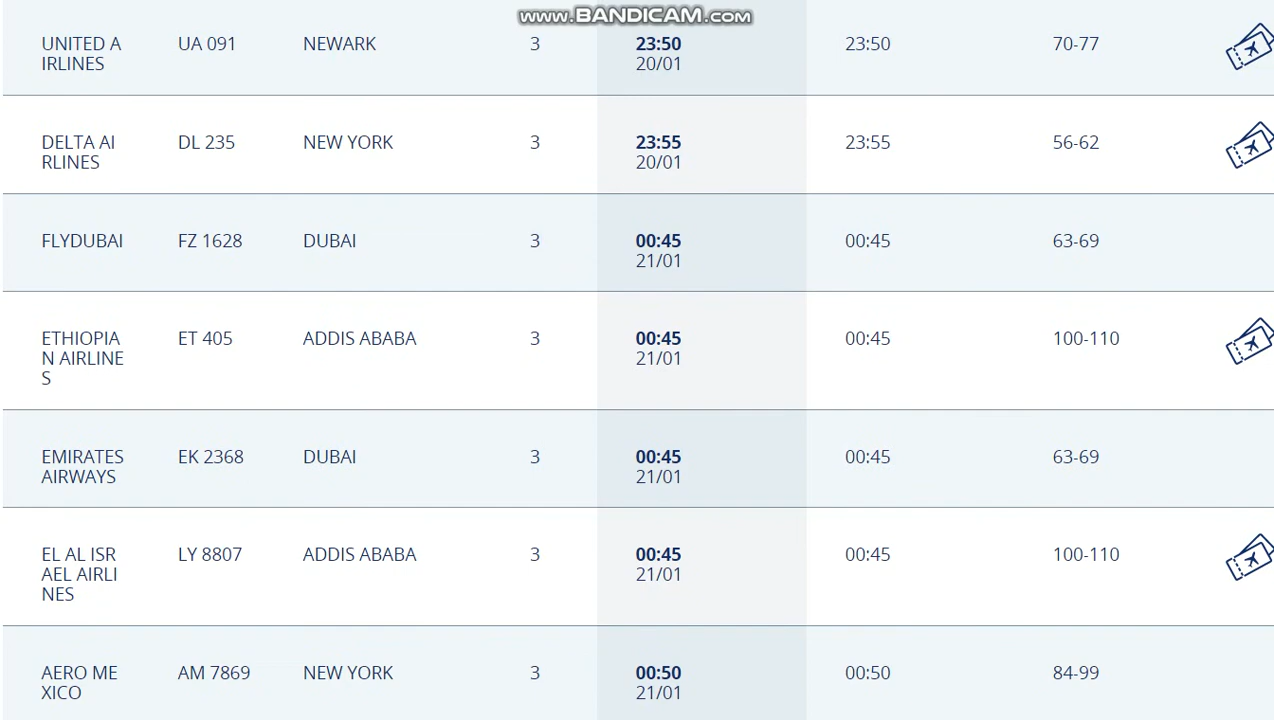 www.BANDICAM.com
UNITED A UA 091 NEWARK 3 23:50 23:50 70-77
IRLINES 20/01
DELTA AI DL 235 NEW YORK 3 23:55 23:55 56-62
RLINES 20/01
FLYDUBAI FZ 1628 DUBAI 3 00:45 00:45 63-69
21/01
ETHIOPIA ET 405 ADDIS ABABA 3 00:45 00:45 100-110
N AIRLINE 21/01
S
EMIRATES EK 2368 DUBAI 3 00:45 00:45 63-69
AIRWAYS 21/01
EL AL ISR LY 8807 ADDIS ABABA 3 00:45 00:45 100-110
AEL AIRLI 21/01
NES
AERO ME AM 7869 NEW YORK 3 00:50 00:50 84-99
XICO 21/01